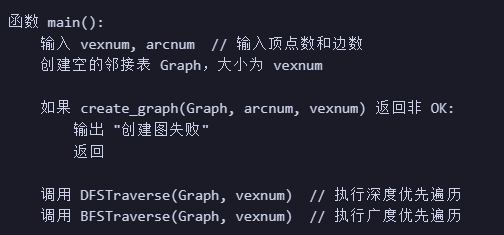 函数 main():
输入 vexnum, arcnum  // 输入顶点数和边数
创建空的邻接表 Graph，大小为 vexnum
如果 create_graph(Graph, arcnum, vexnum) 返回非 OK:
输出 "创建图失败"
返回
调用 DFSTraverse(Graph, vexnum)  // 执行深度优先遍历
调用 BFSTraverse(Graph, vexnum)  // 执行广度优先遍历